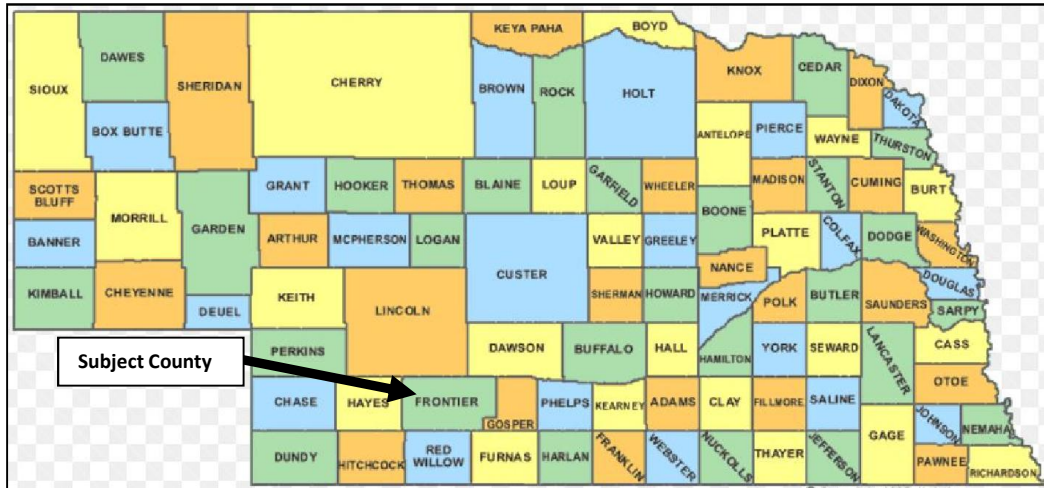 KEYA PAHA
BOYD
DAWES
SIOUX
SHERIDAN
CHERRY
BROWN
ROCK
HOLT
KNOX
CEDAR
DIXON
DAKOTA
BOX BUTTE
ANTELOPE
PIERCE
WAYNE
THURSTON
SCOTTS
BLUFF
MORRILL
GARDEN
GRANT
HOOKER
THOMAS
BLAINE
LOUP
GARFIELD
WHEELER
BOONE
MADISON
STANTON
CUMING
BURT
BANNER
ARTHUR
MCPHERSON
LOGAN
CUSTER
VALLEY
GREELEY
PLATTE
COLFAX
DODGE
WASHINGTON
KIMBALL
CHEYENNE
DEUEL
KEITH
LINCOLN
SHERMAN
HOWARD
NANCE
MERRICK
POLK
BUTLER
SAUNDERS
DOUGLAS
SARPY
Subject County
PERKINS
DAWSON
BUFFALO
HALL
HAMILTON
YORK
SEWARD
LANCASTER
CASS
OTOE
CHASE
HAYES
FRONTIER
GOSPER
PHELPS
KEARNEY
ADAMS
CLAY
FILLMORE
SALINE
GAGE
JOHNSON
NEMAHA
DUNDY
HITCHCOCK
RED
WILLOW
FURNAS
HARLAN
FRANKLIN
WEBSTER
NUCKOLLS
THAYER
JEFFERSON
PAWNEE
RICHARDSON